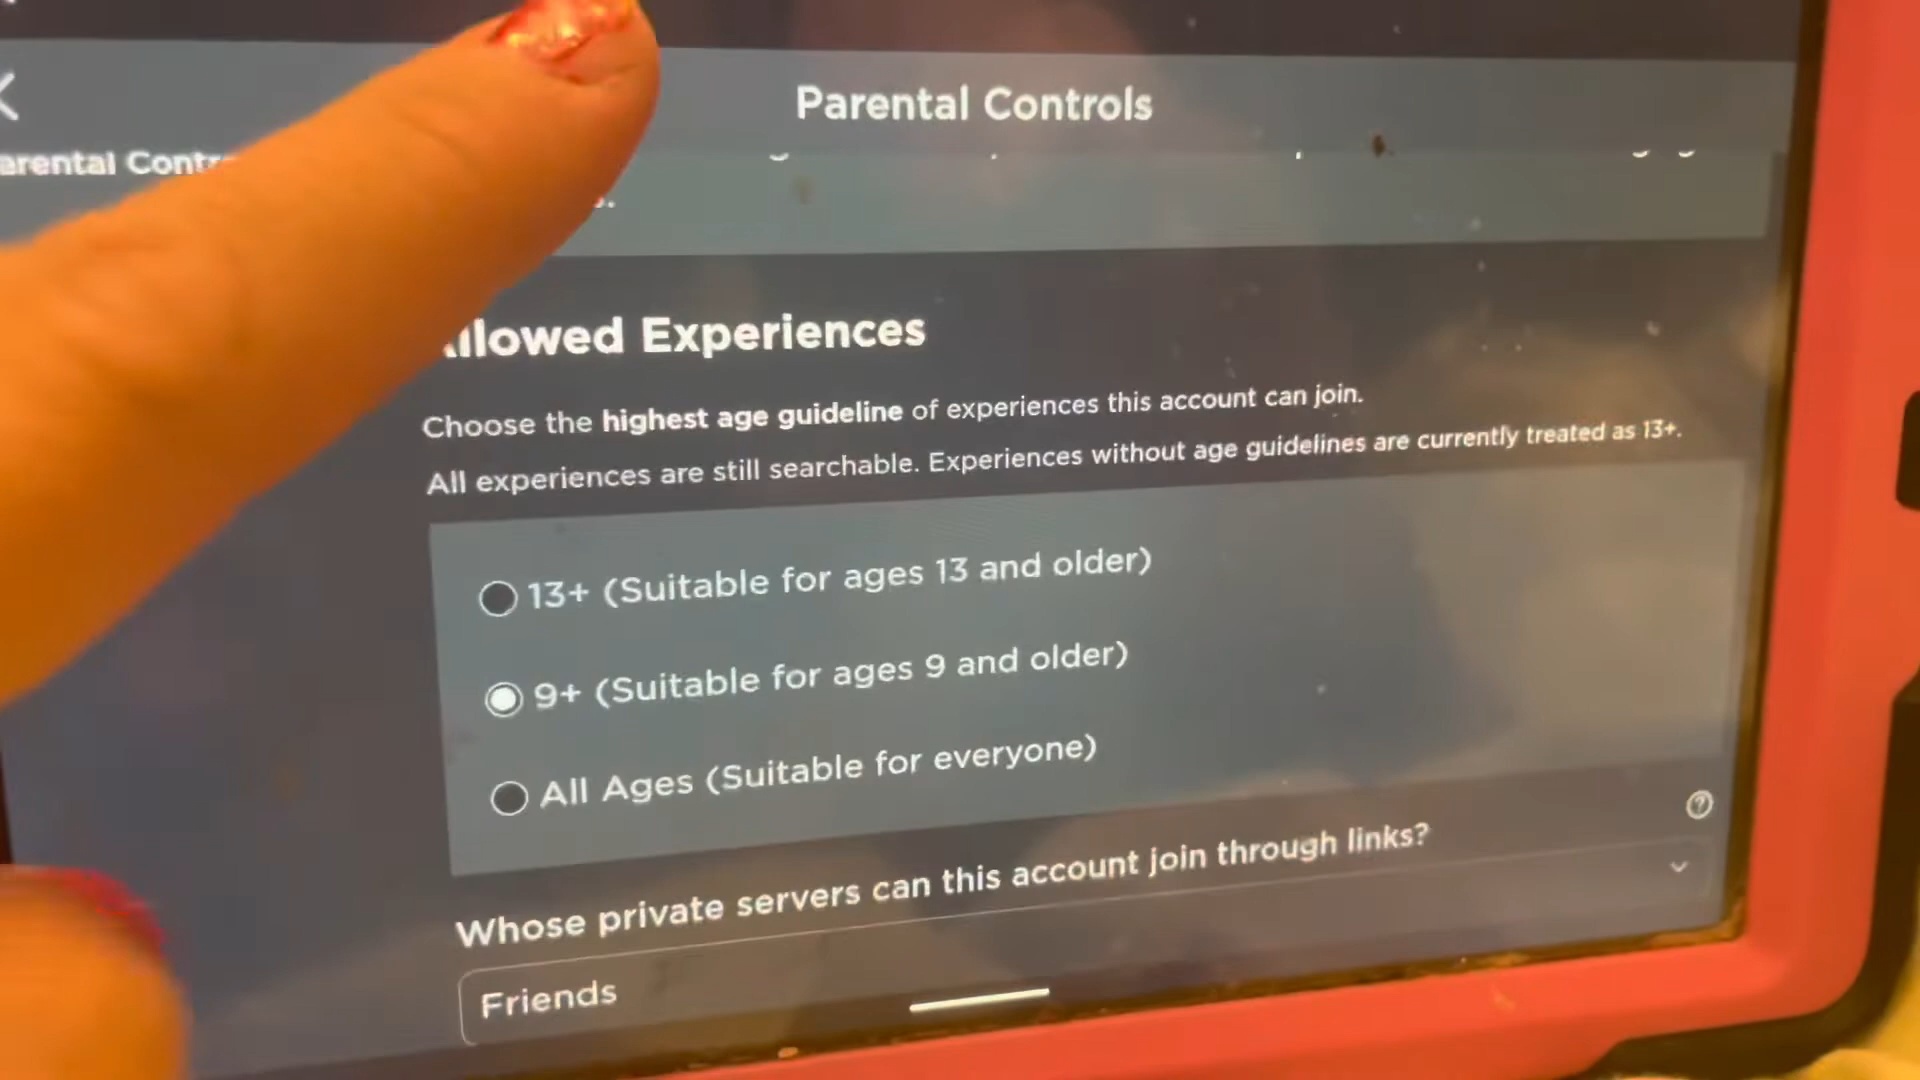 Parental Controls
arental Contr
llowed Experiences
Choose the highest age guideline of experiences this account can join.
All experiences are still searchable. Experiences without age guidelines are currently treated as 13+.
13+ (Suitable for ages 13 and older)
9+ (Suitable for ages 9 and older)
All Ages (Suitable for everyone)
Whose private servers can this account join through links?
Friends